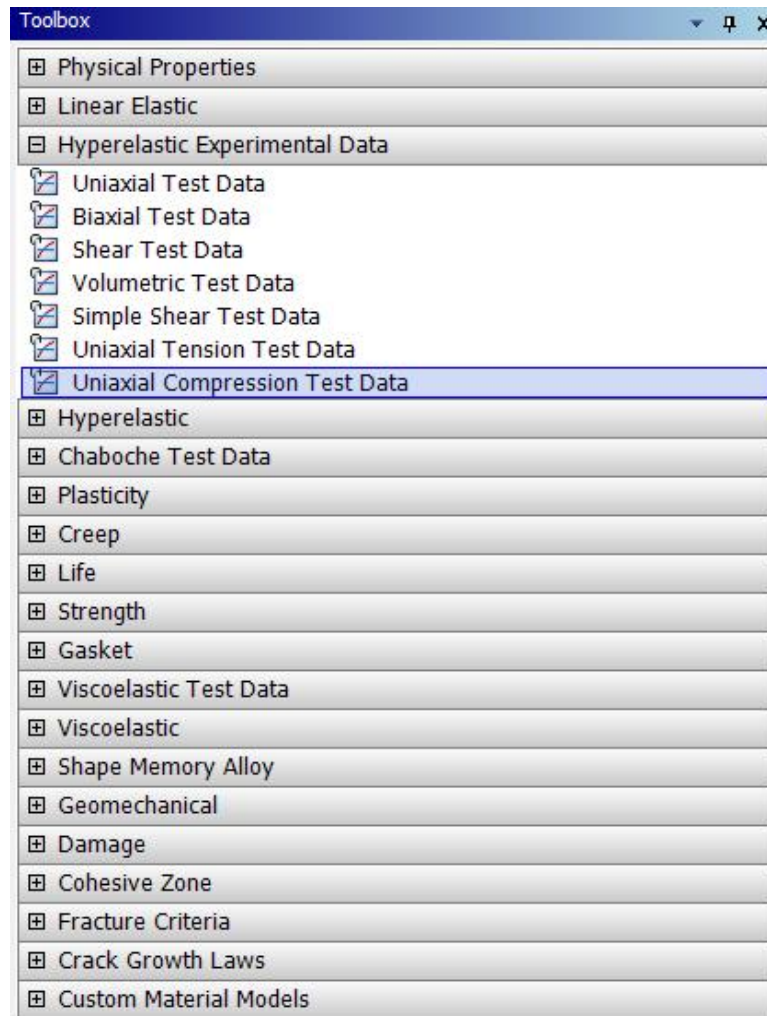 Toolbox
Physical Properties
Linear Elastic
Hyperelastic Experimental Data
Uniaxial Test Data
Biaxial Test Data
Shear Test Data
Volumetric Test Data
Simple Shear Test Data
Uniaxial Tension Test Data
Uniaxial Compression Test Data
Hyperelastic
Chaboche Test Data
Plasticity
Creep
Life
Strength
Gasket
Viscoelastic Test Data
Viscoelastic
Shape Memory Alloy
Geomechanical
Damage
Cohesive Zone
Fracture Criteria
Crack Growth Laws
Custom Material Models